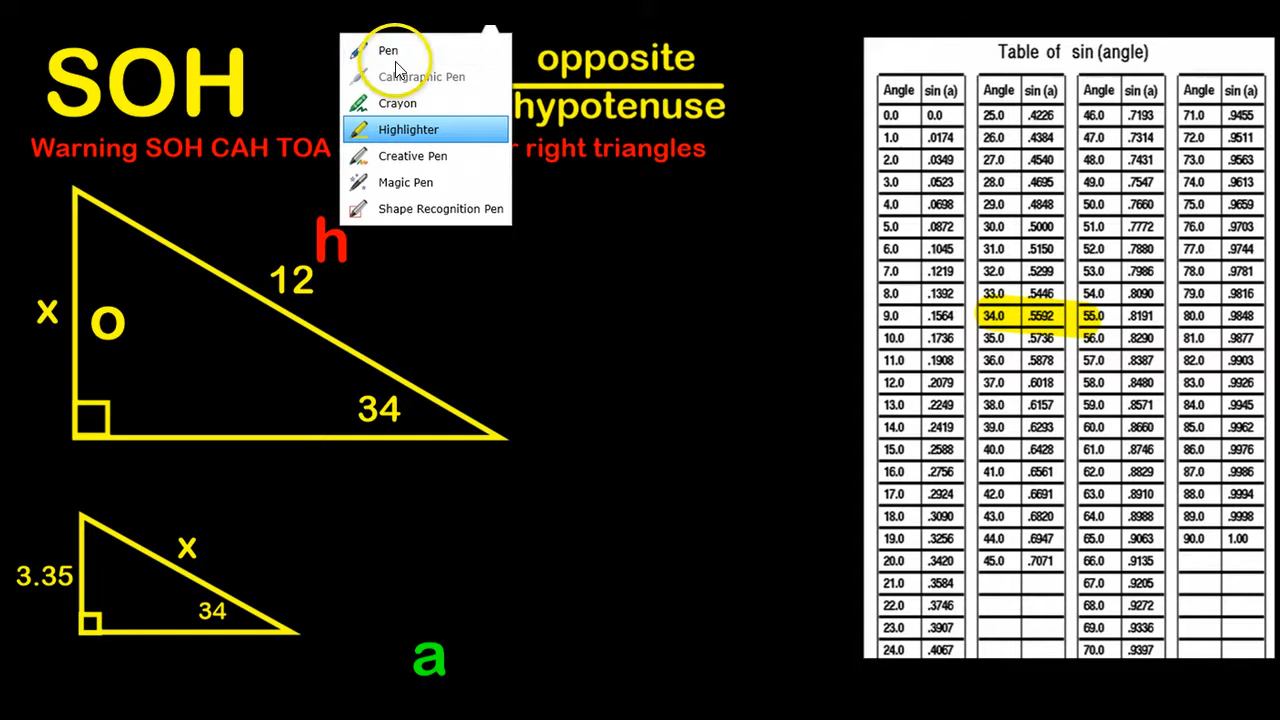 SOH
opposite
hypotenuse
Warning SOH CAH TOA
r right triangles
Pen
Calligraphic Pen
Crayon
Highlighter
Creative Pen
Magic Pen
Shape Recognition Pen
h
12
x
o
34
x
3.35
34
a
Table of sin (angle)
Angle sin (a) Angle sin (a) Angle sin (a) Angle sin (a)
0.0 0.0 25.0 .4226 46.0 .7193 71.0 .9455
1.0 .0174 26.0 .4384 47.0 .7314 72.0 .9511
2.0 .0349 27.0 .4540 48.0 .7431 73.0 .9563
3.0 .0523 28.0 .4695 49.0 .7547 74.0 .9613
4.0 .0698 29.0 .4848 50.0 .7660 75.0 .9659
5.0 .0872 30.0 .5000 51.0 .7772 76.0 .9703
6.0 .1045 31.0 .5150 52.0 .7880 77.0 .9744
7.0 .1219 32.0 .5299 53.0 .7986 78.0 .9781
8.0 .1392 33.0 .5446 54.0 .8090 79.0 .9816
9.0 .1564 34.0 .5592 55.0 .8191 80.0 .9848
10.0 .1736 35.0 .5736 56.0 .8290 81.0 .9877
11.0 .1908 36.0 .5878 57.0 .8387 82.0 .9903
12.0 .2079 37.0 .6018 58.0 .8480 83.0 .9926
13.0 .2249 38.0 .6157 59.0 .8571 84.0 .9945
14.0 .2419 39.0 .6293 60.0 .8660 85.0 .9962
15.0 .2588 40.0 .6428 61.0 .8746 86.0 .9976
16.0 .2756 41.0 .6561 62.0 .8829 87.0 .9986
17.0 .2924 42.0 .6691 63.0 .8910 88.0 .9994
18.0 .3090 43.0 .6820 64.0 .8988 89.0 .9998
19.0 .3256 44.0 .6947 65.0 .9063 90.0 1.00
20.0 .3420 45.0 .7071 66.0 .9135
21.0 .3584 67.0 .9205
22.0 .3746 68.0 .9272
23.0 .3907 69.0 .9336
24.0 .4067 70.0 .9397